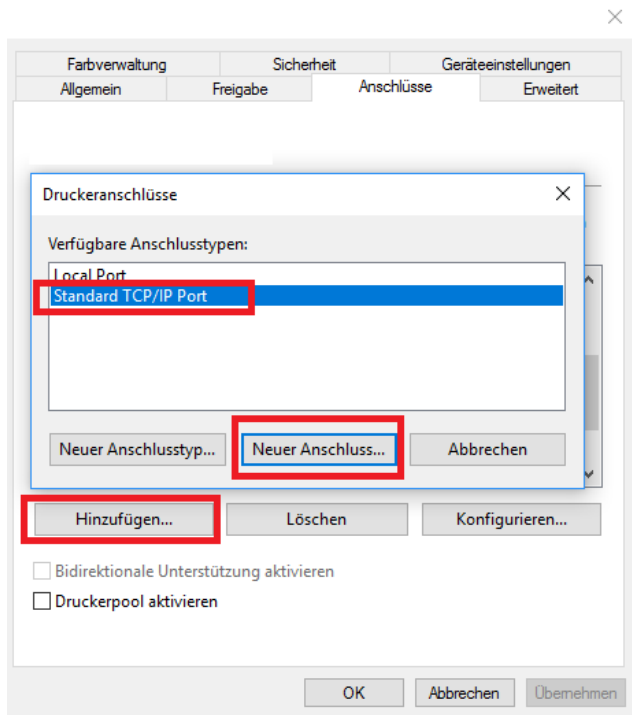 Farbverwaltung Sicherheit Geräteeinstellungen
Allgemein Freigabe Anschlüsse Erweitert
Druckeranschlüsse
Verfügbare Anschlusstypen:
Local Port
Standard TCP/IP Port
Neuer Anschlusstyp... Neuer Anschluss... Abbrechen
Hinzufügen... Löschen Konfigurieren...
Bidirektionale Unterstützung aktivieren
Druckerpool aktivieren
OK Abbrechen Übernehmen